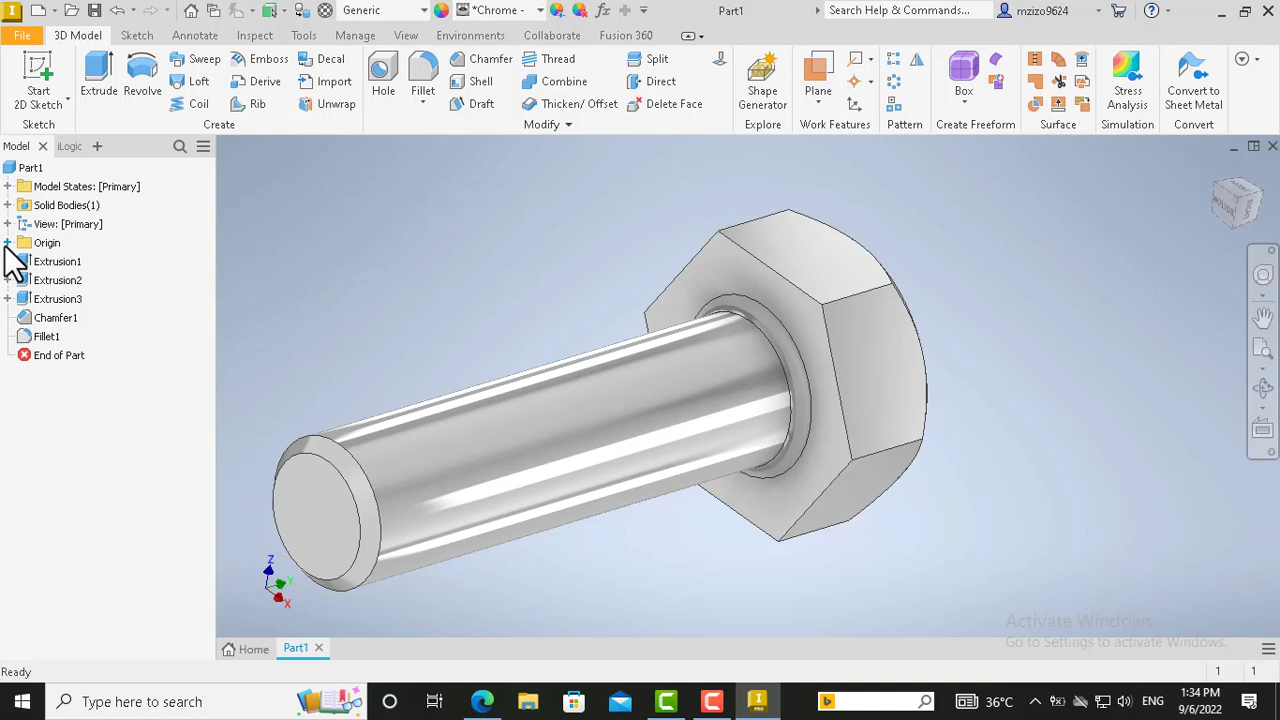 Generic
*Chrome -
Part1
Search Help & Commands...
mzizo9624
File
3D Model
Sketch
Annotate
Inspect
Tools
Manage
View
Environments
Collaborate
Fusion 360
Start
2D Sketch
Sketch
Extrude
Revolve
Sweep
Loft
Coil
Emboss
Derive
Rib
Decal
Import
Unwrap
Create
Hole
Fillet
Chamfer
Shell
Draft
Thread
Combine
Thicken/ Offset
Split
Direct
Delete Face
Modify
Shape
Generator
Explore
Plane
Work Features
Pattern
Box
Create Freeform
Surface
Stress
Analysis
Simulation
Convert to
Sheet Metal
Convert
Model
iLogic
Part1
Model States: [Primary]
Solid Bodies(1)
View: [Primary]
Origin
Extrusion1
Extrusion2
Extrusion3
Chamfer1
Fillet1
End of Part
Z
Y
X
Activate Windows
Go to Settings to activate Windows.
Home
Part1
Ready
1
1
Type here to search
PRO
36°C
ENG
1:34 PM
9/6/2022